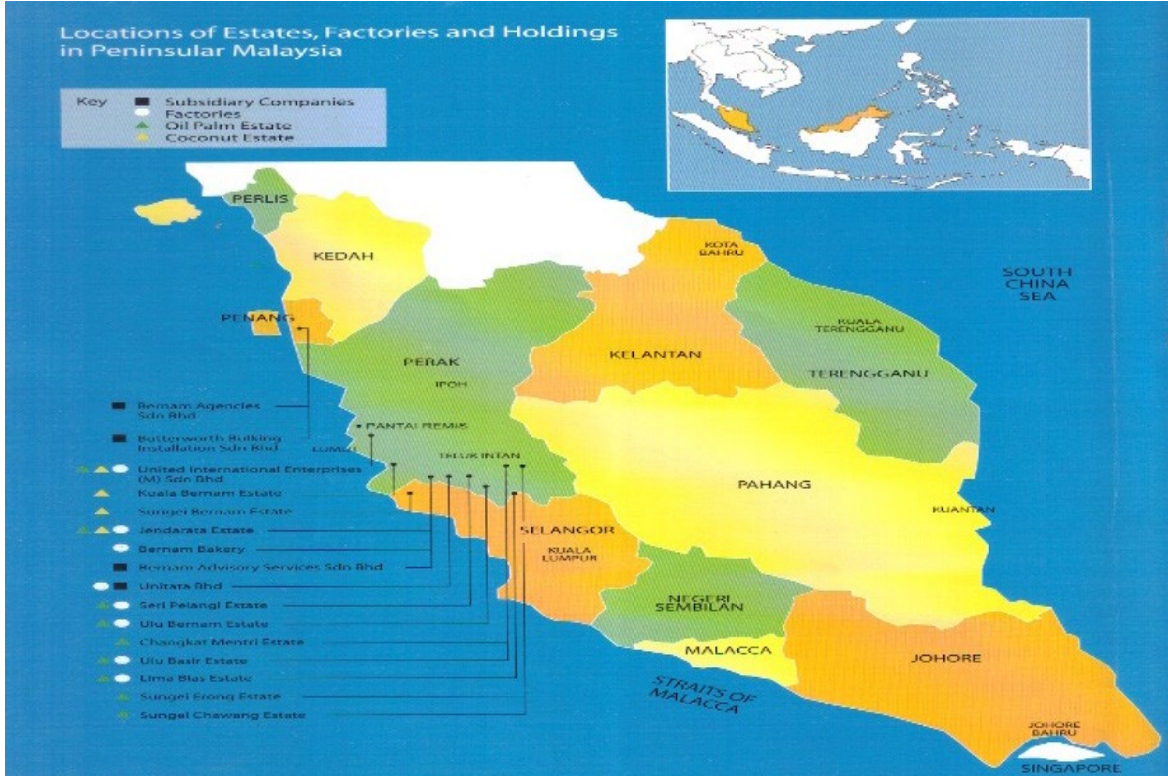 Locations of Estates, Factories and Holdings
in Peninsular Malaysia
Key
Subsidiary Companies
Factories
Oil Palm Estate
Coconut Estate
PERLIS
KEDAH
PENANG
PERAK
IPOH
PANTAI REMIS
LUMUT
TELUK INTAN
KOTA
BAHRU
KELANTAN
KUALA
TERENGGANU
TERENGGANU
SOUTH
CHINA
SEA
PAHANG
KUANTAN
SELANGOR
KUALA
LUMPUR
NEGERI
SEMBILAN
MALACCA
STRAITS OF
MALACCA
JOHORE
JOHORE
BAHRU
SINGAPORE
Bernam Agencies
Sdn Bhd
Butterworth Bulking
Installation Sdn Bhd
United International Enterprises
(M) Sdn Bhd
Kuala Bernam Estate
Sungei Bernam Estate
Jendarata Estate
Bernam Bakery
Bernam Advisory Services Sdn Bhd
Unitata Bhd
Seri Pelangi Estate
Ulu Bernam Estate
Changkat Mentri Estate
Ulu Basir Estate
Lima Blas Estate
Sungei Erong Estate
Sungei Chawang Estate